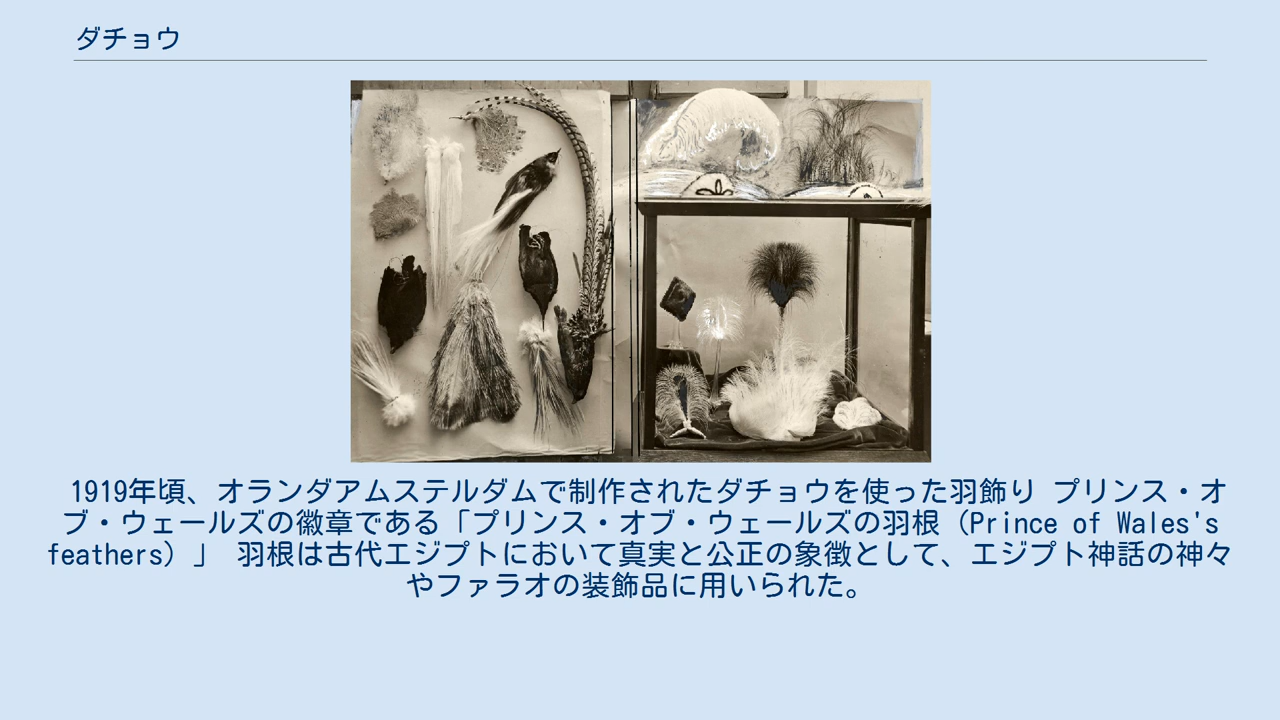 ダチョウ
1919年頃、オランダアムステルダムで制作されたダチョウを使った羽飾り プリンス・オ
ブ・ウェールズの徽章である「プリンス・オブ・ウェールズの羽根（Prince of Wales's
feathers）」 羽根は古代エジプトにおいて真実と公正の象徴として、エジプト神話の神々
やファラオの装飾品に用いられた。